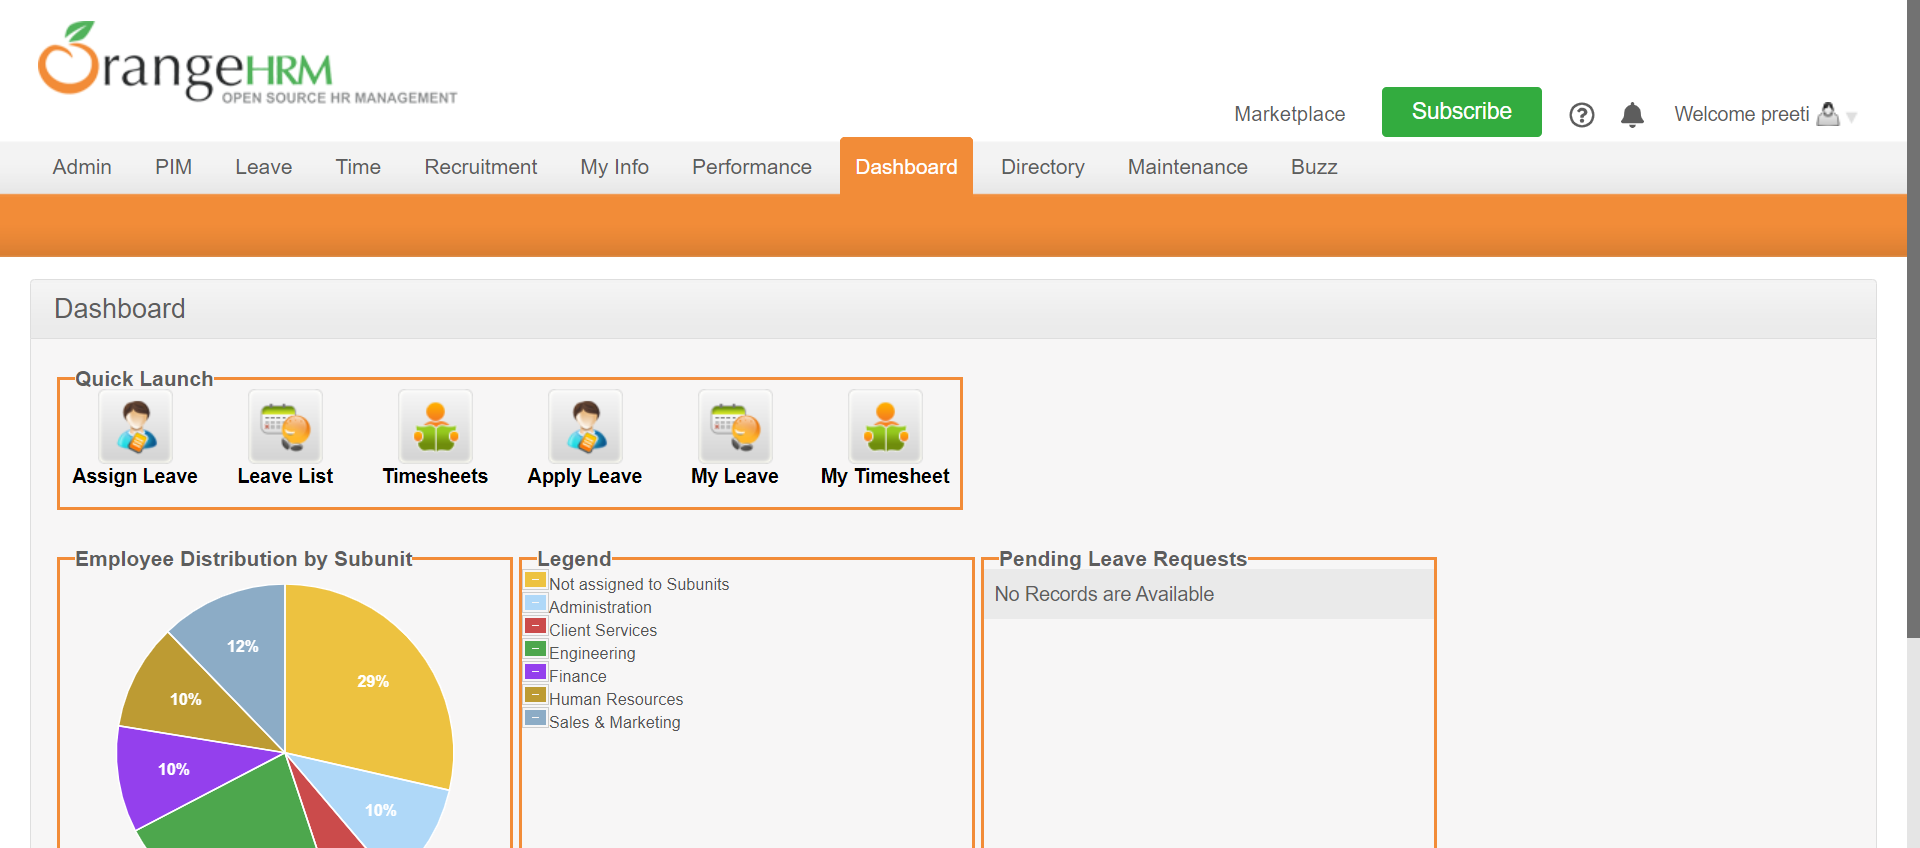 OrangeHRM
OPEN SOURCE HR MANAGEMENT
Marketplace Subscribe ? Welcome preeti
Admin PIM Leave Time Recruitment My Info Performance Dashboard Directory Maintenance Buzz
Dashboard
Quick Launch
Assign Leave Leave List Timesheets Apply Leave My Leave My Timesheet
Employee Distribution by Subunit
12%
29%
10%
10%
10%
Legend
Not assigned to Subunits
Administration
Client Services
Engineering
Finance
Human Resources
Sales & Marketing
Pending Leave Requests
No Records are Available